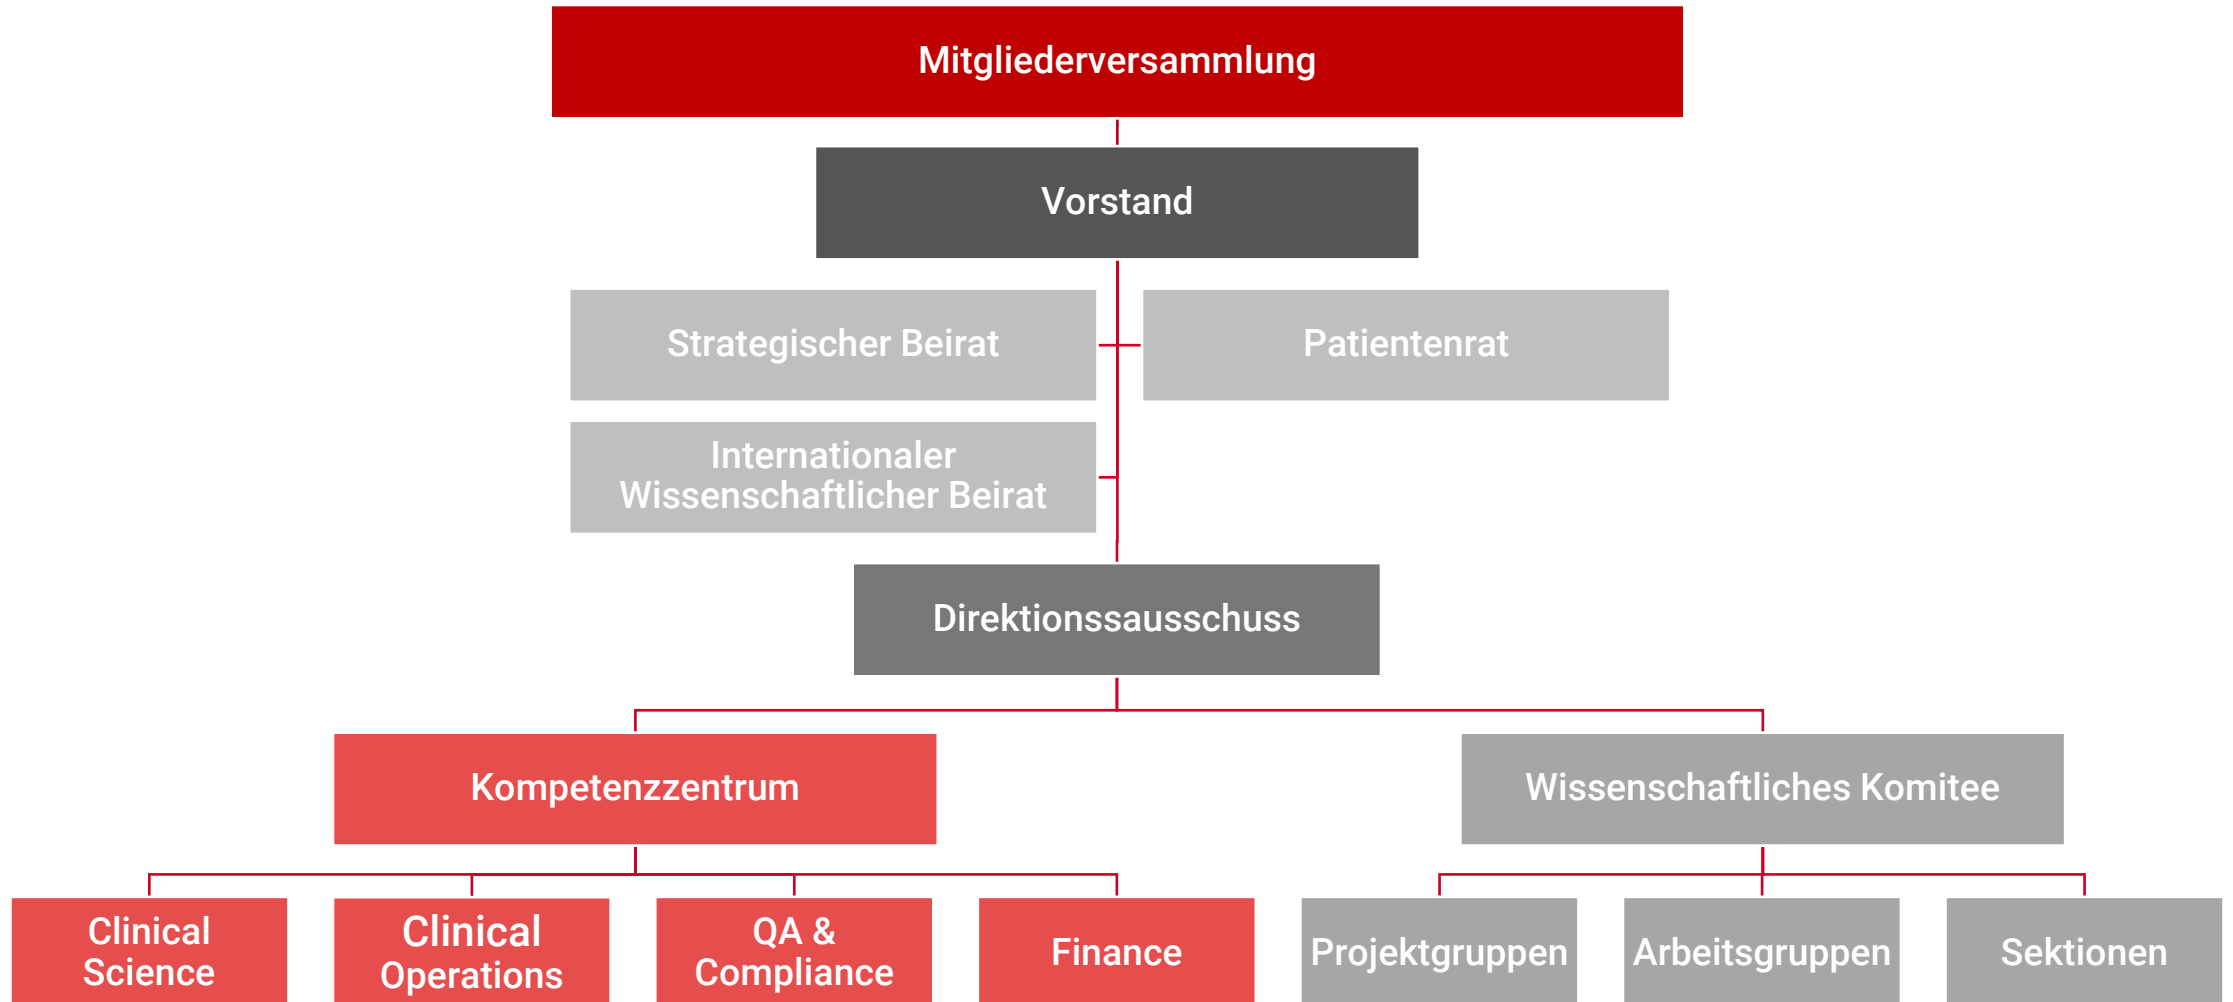 Mitgliederversammlung
Vorstand
Strategischer Beirat
Patientenrat
Internationaler
Wissenschaftlicher Beirat
Direktionssausschuss
Kompetenzzentrum
Wissenschaftliches Komitee
Clinical
Science
Clinical
Operations
QA &
Compliance
Finance
Projektgruppen
Arbeitsgruppen
Sektionen